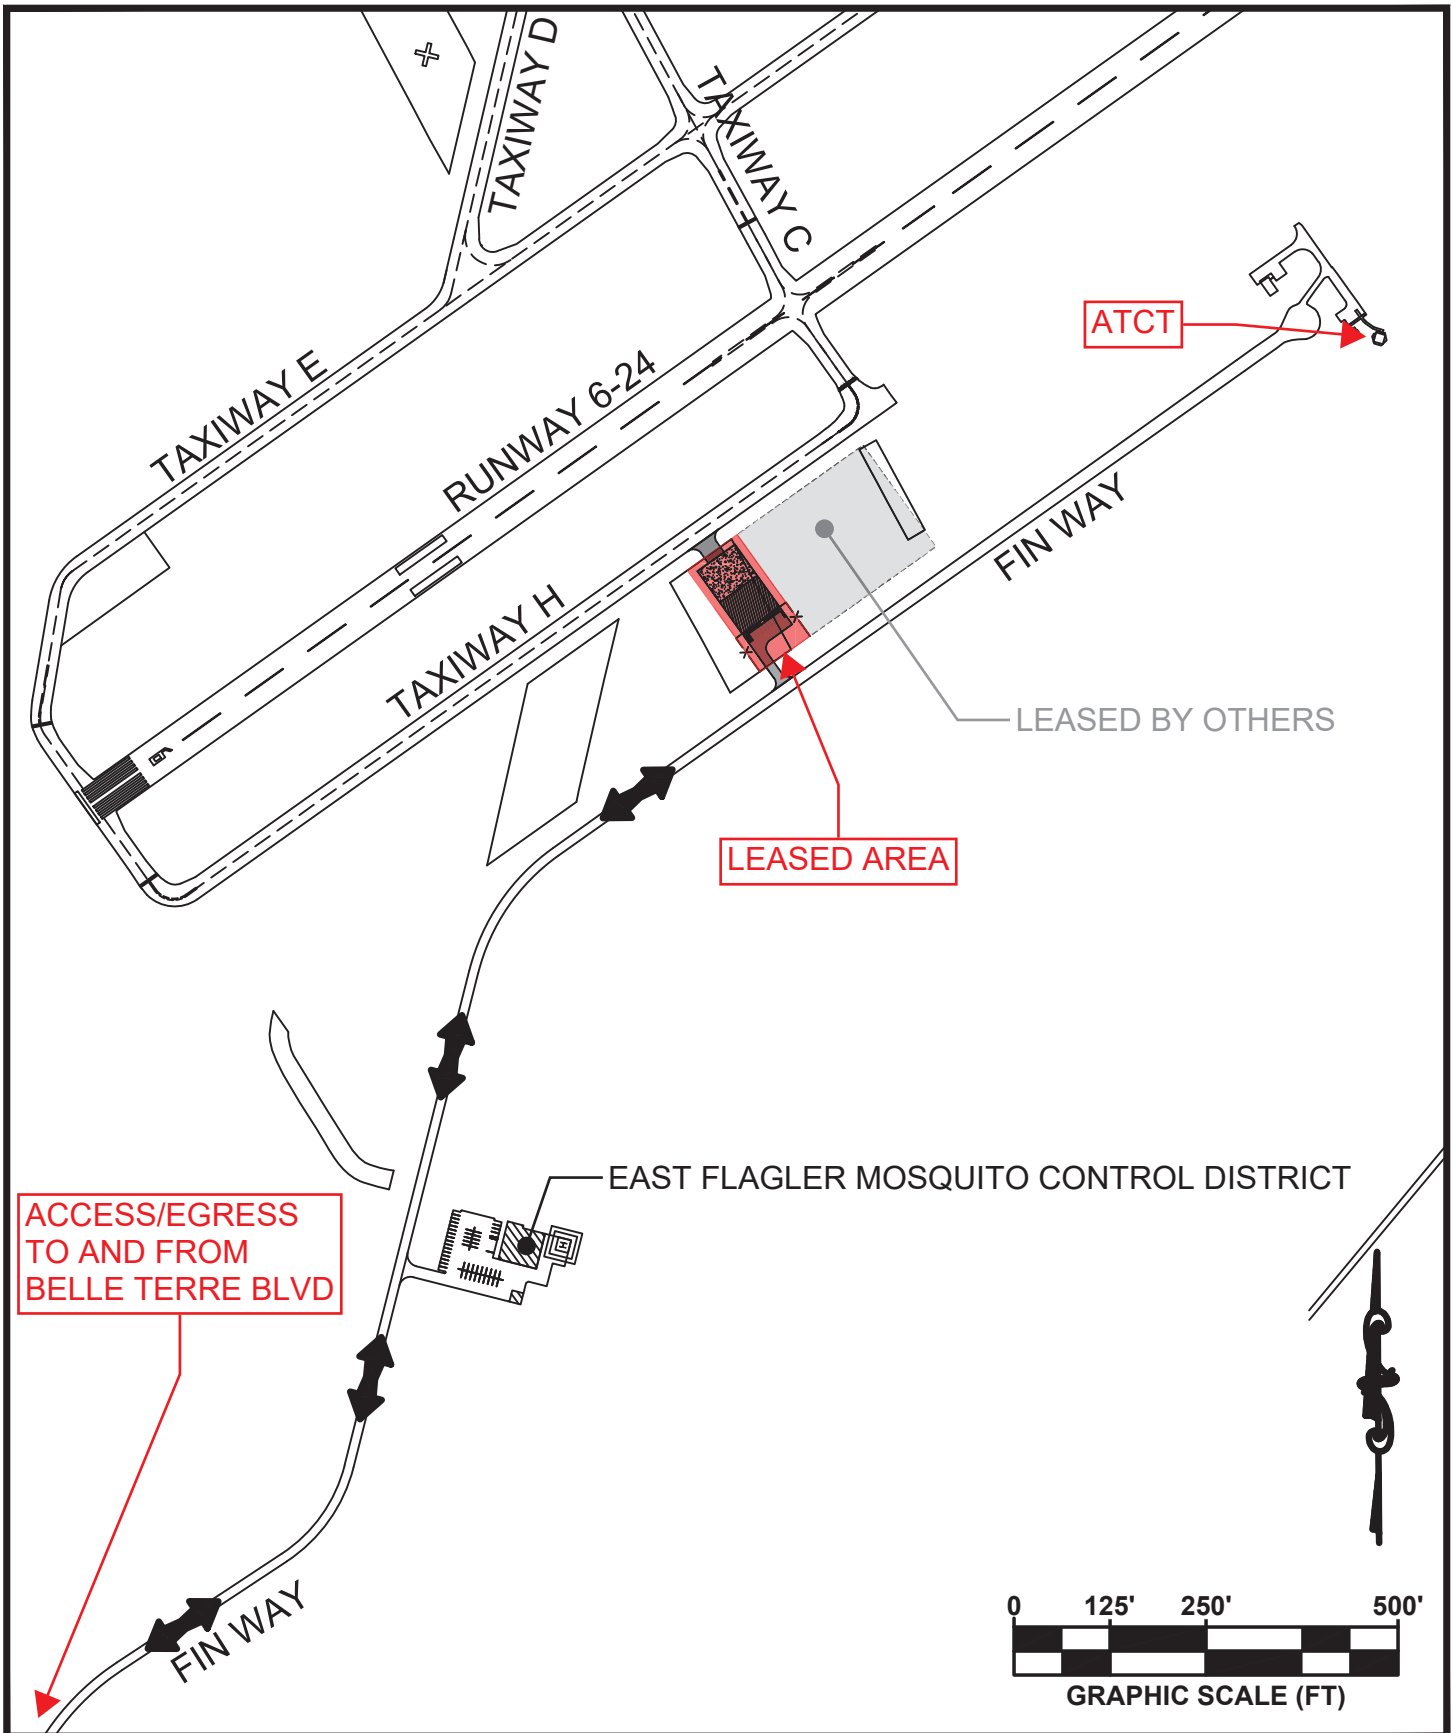 TAXIWAY D
TAXIWAY C
ATCT
TAXIWAY E
RUNWAY 6-24
FIN WAY
TAXIWAY H
LEASED BY OTHERS
LEASED AREA
EAST FLAGLER MOSQUITO CONTROL DISTRICT
ACCESS/EGRESS
TO AND FROM
BELLE TERRE BLVD
FIN WAY
0 125' 250' 500'
GRAPHIC SCALE (FT)